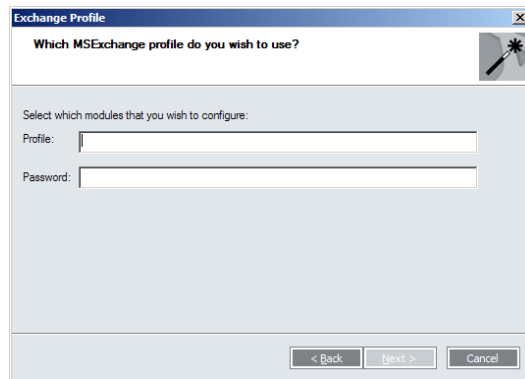 Exchange Profile
Which MSExchange profile do you wish to use?
Select which modules that you wish to configure:
Profile:
Password:
< Back Next > Cancel